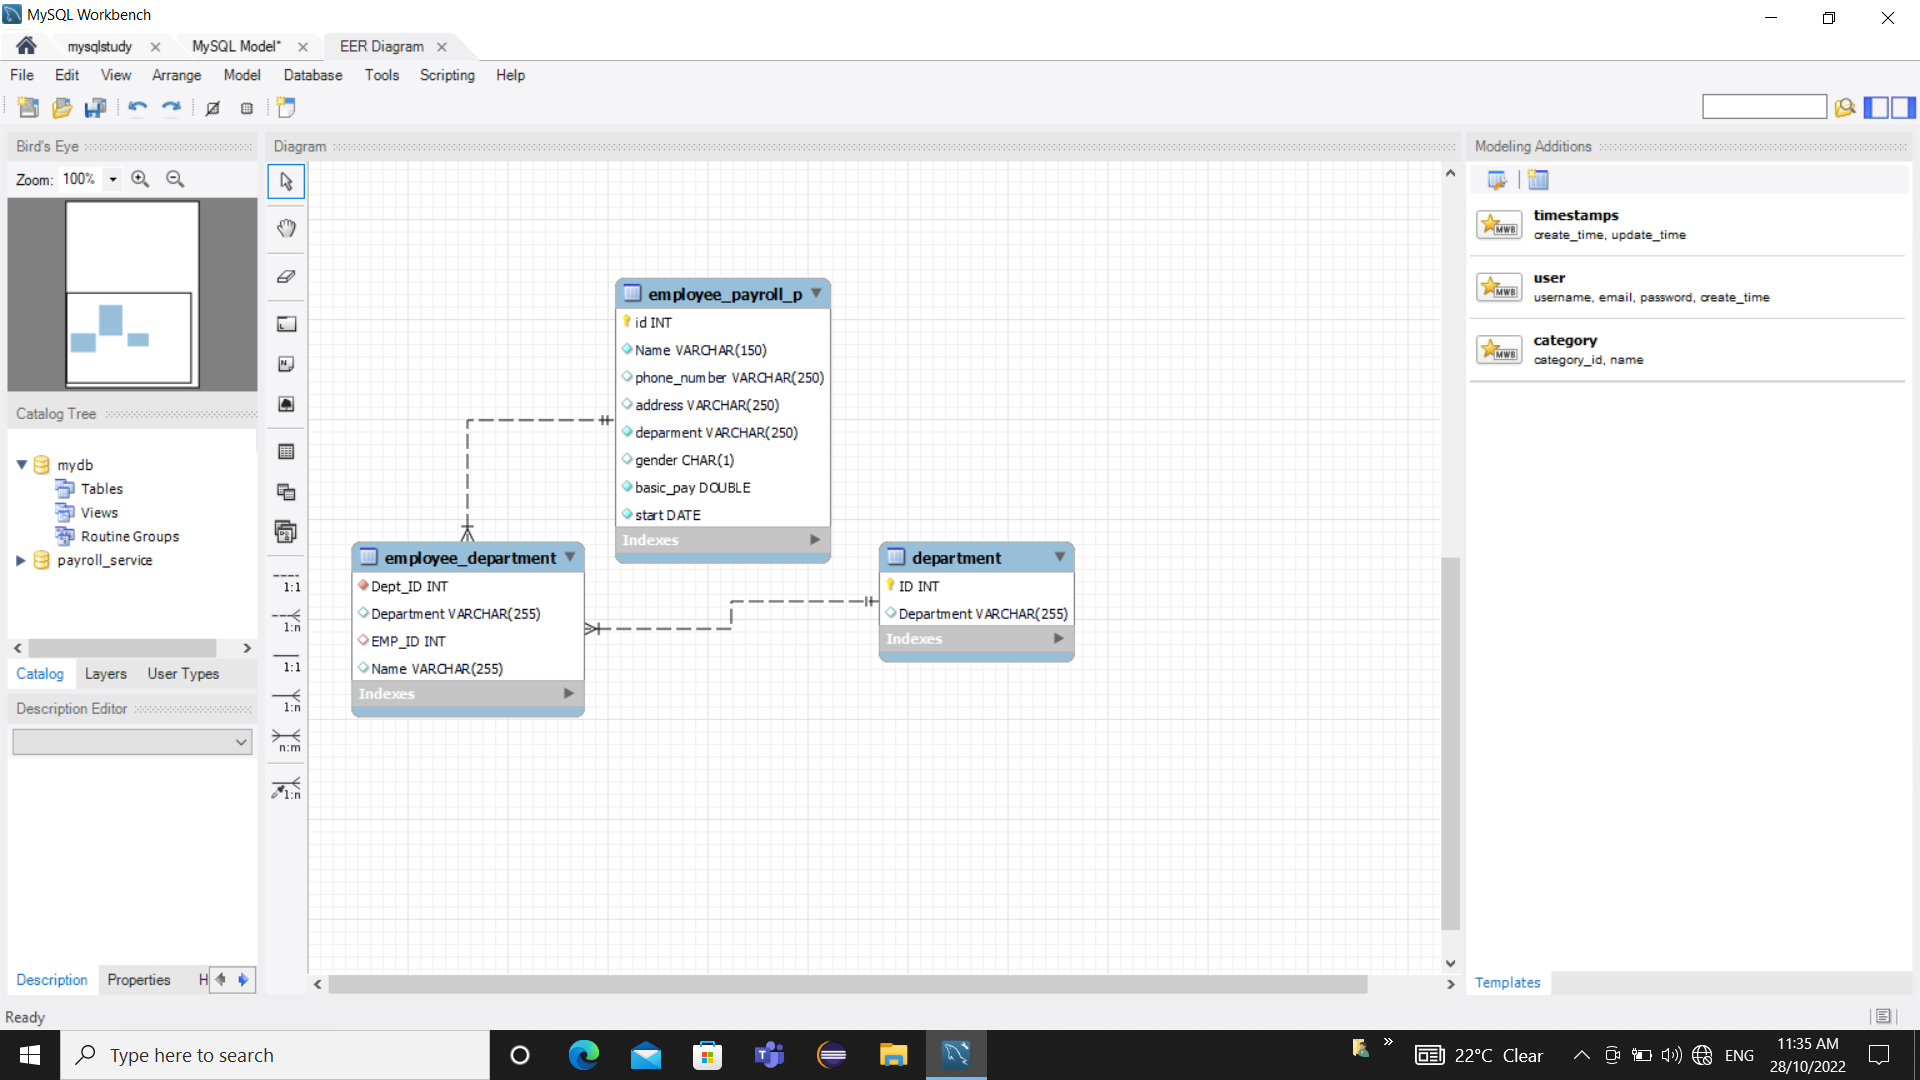 MySQL Workbench
mysqlstudy
MySQL Model*
EER Diagram
File Edit View Arrange Model Database Tools Scripting Help
Bird's Eye
Zoom: 100%
Catalog Tree
mydb
Tables
Views
Routine Groups
payroll_service
Catalog Layers User Types
Description Editor
Description Properties H
Diagram
1:1
1:n
1:1
1:n
n:m
1:n
employee_payroll_p
id INT
Name VARCHAR(150)
phone_number VARCHAR(250)
address VARCHAR(250)
deparment VARCHAR(250)
gender CHAR(1)
basic_pay DOUBLE
start DATE
Indexes
employee_department
Dept_ID INT
Department VARCHAR(255)
EMP_ID INT
Name VARCHAR(255)
Indexes
department
ID INT
Department VARCHAR(255)
Indexes
Modeling Additions
MWB
timestamps
create_time, update_time
MWB
user
username, email, password, create_time
MWB
category
category_id, name
Templates
Ready
Type here to search
22°C Clear
ENG
11:35 AM
28/10/2022